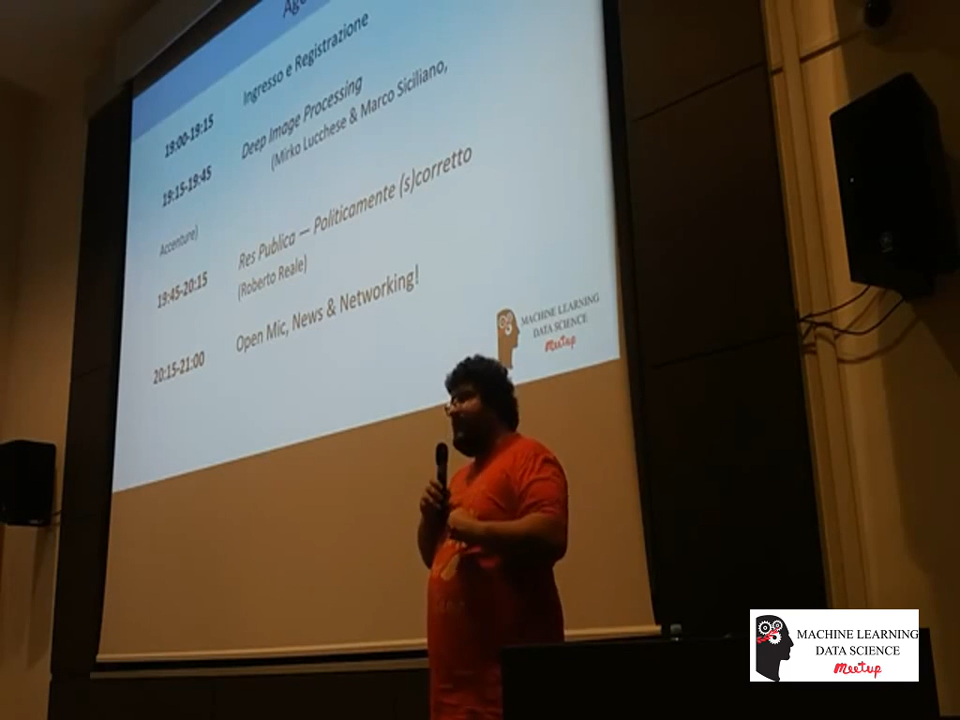 Age
19:00-19:15 Ingresso e Registrazione
19:15-19:45 Deep Image Processing
(Mirko Lucchese & Marco Siciliano,
Accenture)
19:45-20:15 Res Publica — Politicamente (s)corretto
(Roberto Reale)
20:15-21:00 Open Mic, News & Networking!
MACHINE LEARNING
DATA SCIENCE
meetup
MACHINE LEARNING
DATA SCIENCE
meetup